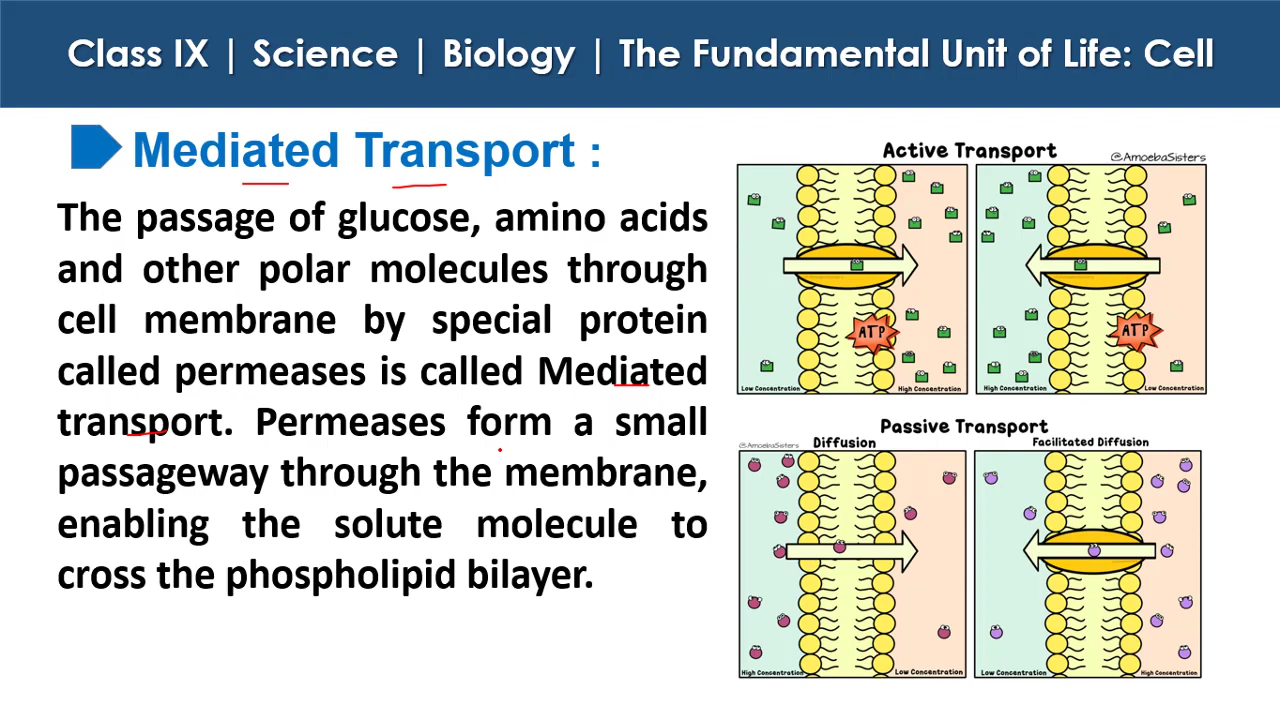 Class IX | Science | Biology | The Fundamental Unit of Life: Cell
Mediated Transport :
The passage of glucose, amino acids
and other polar molecules through
cell membrane by special protein
called permeases is called Mediated
transport. Permeases form a small
passageway through the membrane,
enabling the solute molecule to
cross the phospholipid bilayer.
Active Transport
@AmoebaSisters
ATP
ATP
Low Concentration
High Concentration
High Concentration
Low Concentration
Passive Transport
@AmoebaSisters
Diffusion
Facilitated Diffusion
High Concentration
Low Concentration
Low Concentration
High Concentration